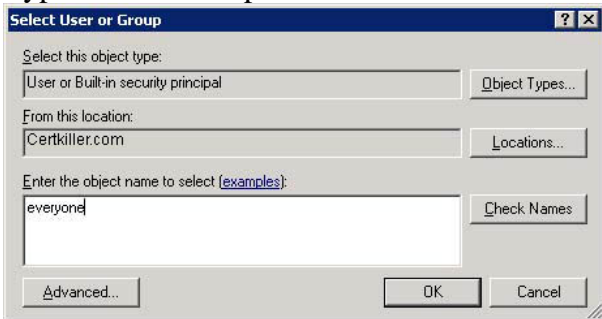 Select User or Group
Select this object type:
User or Built-in security principal
Object Types...
From this location:
Certkiller.com
Locations...
Enter the object name to select (examples):
everyone
Check Names
Advanced...
OK
Cancel